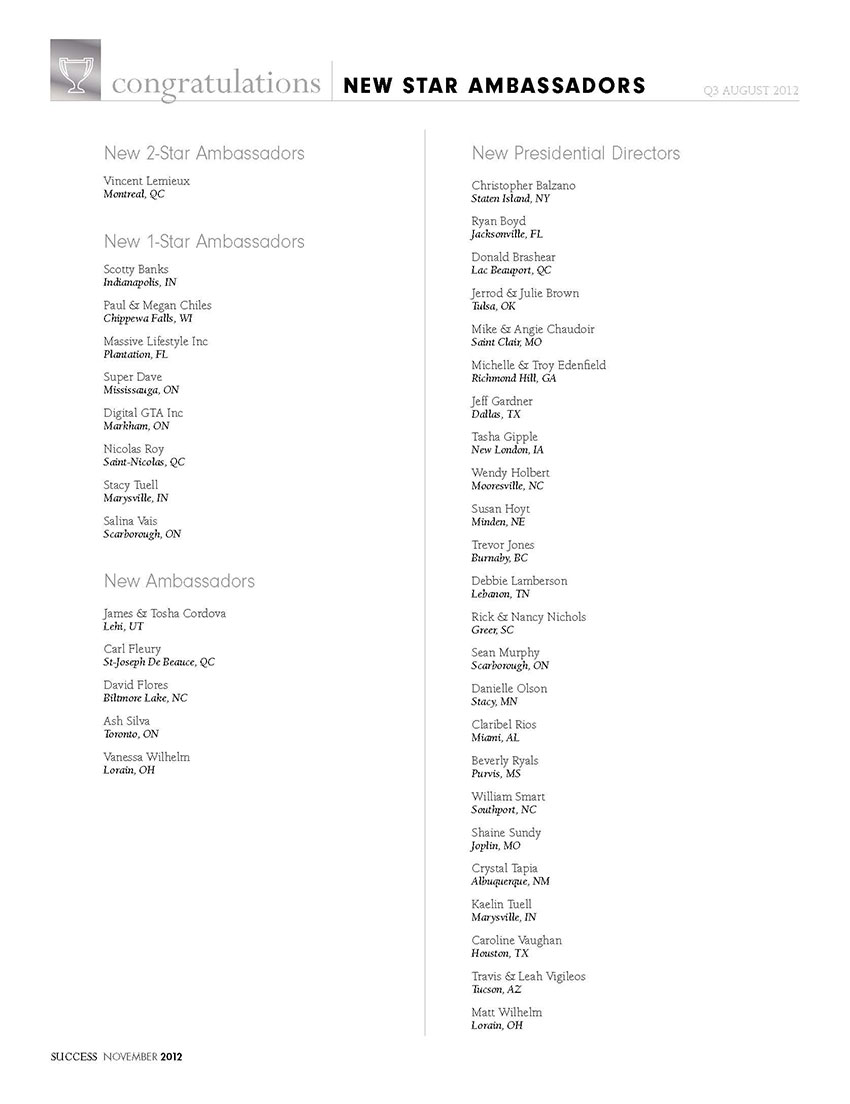 congratulations NEW STAR AMBASSADORS Q3 AUGUST 2012
New 2-Star Ambassadors
Vincent Lemieux
Montreal, QC
New 1-Star Ambassadors
Scotty Banks
Indianapolis, IN
Paul & Megan Chiles
Chippewa Falls, WI
Massive Lifestyle Inc
Plantation, FL
Super Dave
Mississauga, ON
Digital GTA Inc
Markham, ON
Nicolas Roy
Saint-Nicolas, QC
Stacy Tuell
Marysville, IN
Salina Vais
Scarborough, ON
New Ambassadors
James & Tosha Cordova
Lehi, UT
Carl Fleury
St-Joseph De Beauce, QC
David Flores
Biltmore Lake, NC
Ash Silva
Toronto, ON
Vanessa Wilhelm
Lorain, OH
New Presidential Directors
Christopher Balzano
Staten Island, NY
Ryan Boyd
Jacksonville, FL
Donald Brashear
Lac Beauport, QC
Jerrod & Julie Brown
Tulsa, OK
Mike & Angie Chaudoir
Saint Clair, MO
Michelle & Troy Edenfield
Richmond Hill, GA
Jeff Gardner
Dallas, TX
Tasha Gipple
New London, IA
Wendy Holbert
Mooresville, NC
Susan Hoyt
Minden, NE
Trevor Jones
Burnaby, BC
Debbie Lamberson
Lebanon, TN
Rick & Nancy Nichols
Greer, SC
Sean Murphy
Scarborough, ON
Danielle Olson
Stacy, MN
Claribel Rios
Miami, AL
Beverly Ryals
Purvis, MS
William Smart
Southport, NC
Shaine Sundy
Joplin, MO
Crystal Tapia
Albuquerque, NM
Kaelin Tuell
Marysville, IN
Caroline Vaughan
Houston, TX
Travis & Leah Vigileos
Tucson, AZ
Matt Wilhelm
Lorain, OH
SUCCESS NOVEMBER 2012